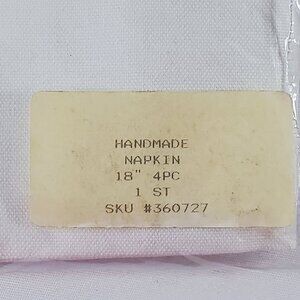 HANDMADE
NAPKIN
18" 4PC
1 ST
SKU #360727